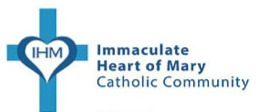 IHM
Immaculate
Heart of Mary
Catholic Community